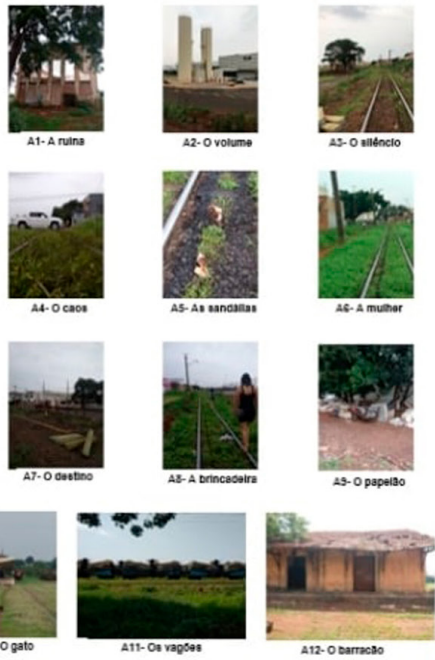 A1- A ruina
A2- O volume
A3- O silêncio
A4- O caos
A5- As sandálias
A6- A mulher
A7- O destino
A8- A brincadeira
A9- O papelão
O gato
A11- Os vagões
A12- O barracão